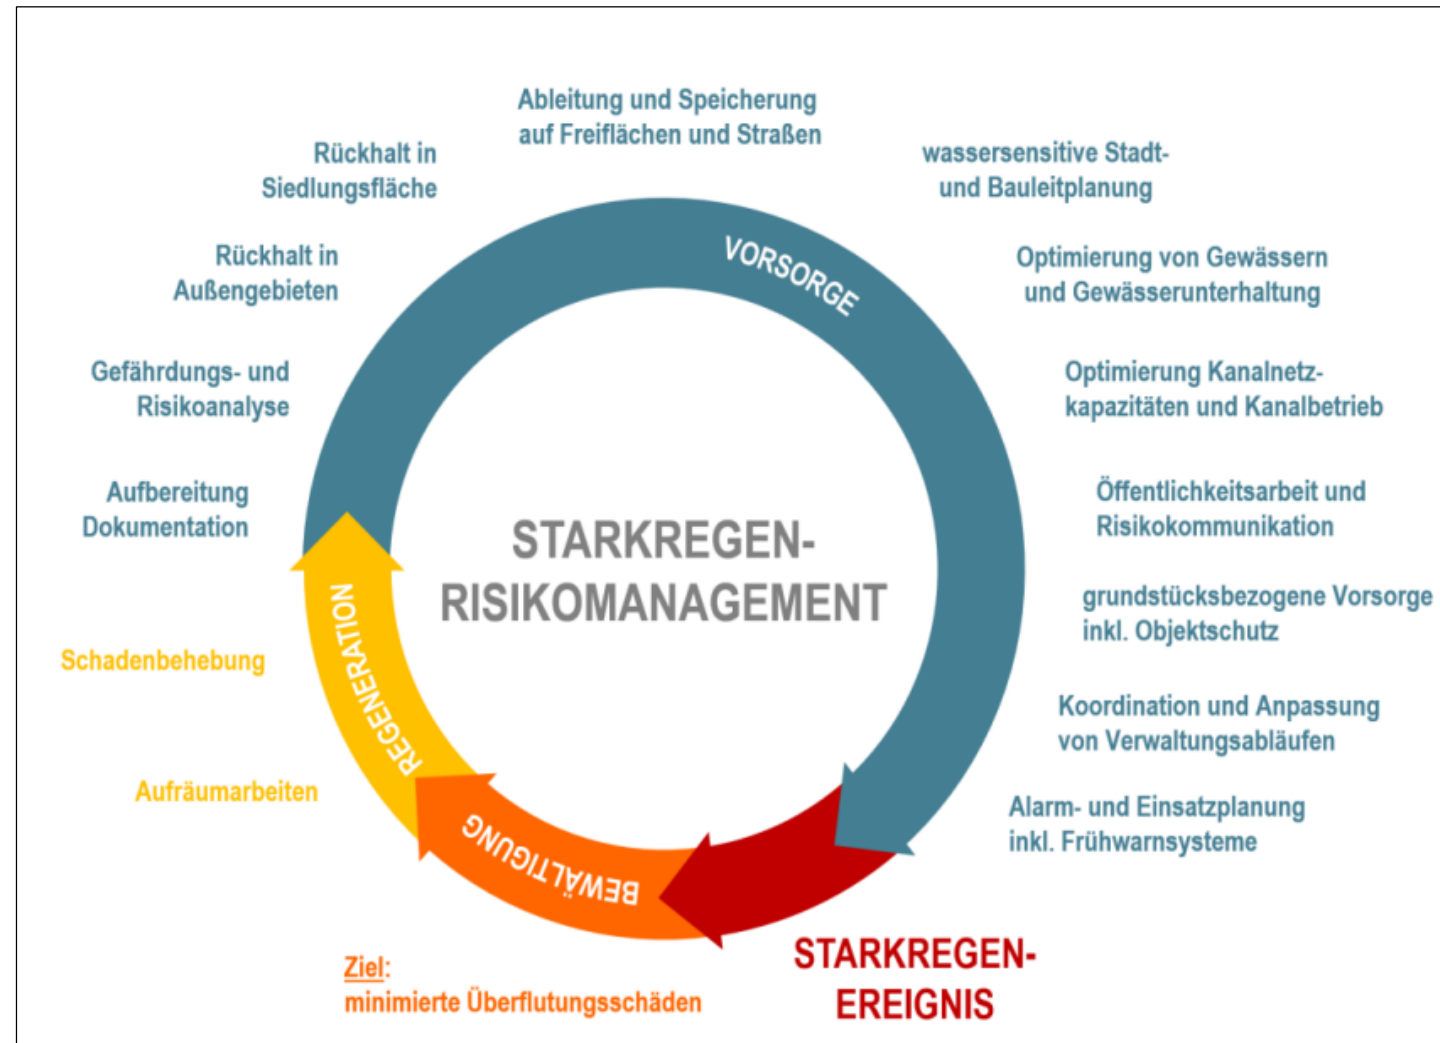 Ableitung und Speicherung
auf Freiflächen und Straßen
Rückhalt in
Siedlungsfläche
wassersensitive Stadt-
und Bauleitplanung
Rückhalt in
Außengebieten
VORSORGE
Optimierung von Gewässern
und Gewässerunterhaltung
Gefährdungs- und
Risikoanalyse
Optimierung Kanalnetz-
kapazitäten und Kanalbetrieb
Aufbereitung
Dokumentation
STARKREGEN-
RISIKOMANAGEMENT
Öffentlichkeitsarbeit und
Risikokommunikation
grundstücksbezogene Vorsorge
inkl. Objektschutz
REGENERATION
Schadenbehebung
Koordination und Anpassung
von Verwaltungsabläufen
Aufräumarbeiten
Alarm- und Einsatzplanung
inkl. Frühwarnsysteme
BEWÄLTIGUNG
Ziel:
minimierte Überflutungsschäden
STARKREGEN-
EREIGNIS